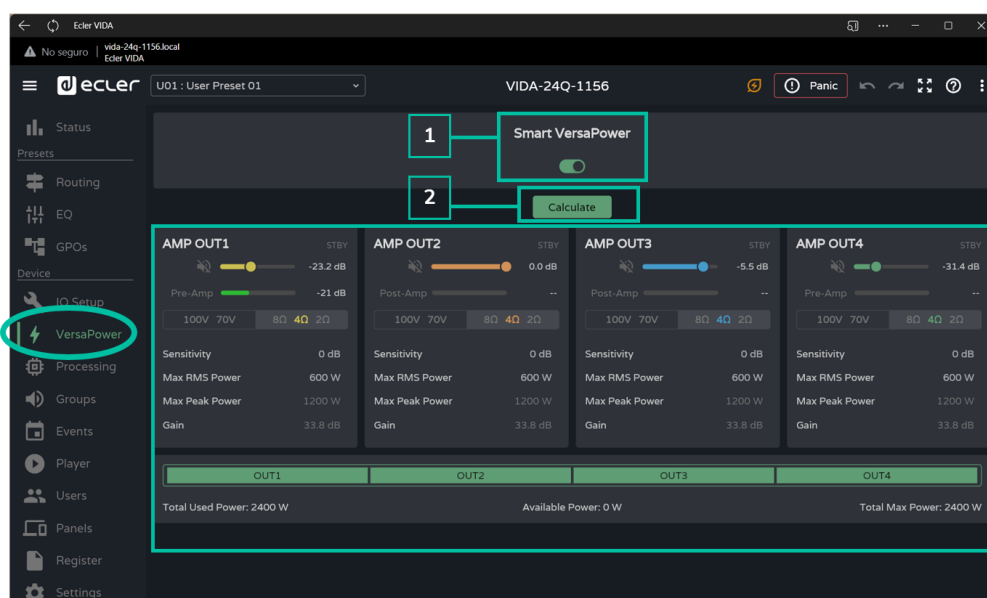 Ecler VIDA
No seguro
vida-24q-1156.local
Ecler VIDA
ecler
U01 : User Preset 01
VIDA-24Q-1156
Panic
Status
Presets
Routing
EQ
GPOs
Device
IO Setup
VersaPower
Processing
Groups
Events
Player
Users
Panels
Register
Settings
1
Smart VersaPower
2
Calculate
AMP OUT1 STBY
-23.2 dB
Pre-Amp -21 dB
100V 70V 8Ω 4Ω 2Ω
Sensitivity 0 dB
Max RMS Power 600 W
Max Peak Power 1200 W
Gain 33.8 dB
AMP OUT2 STBY
0.0 dB
Post-Amp --
100V 70V 8Ω 4Ω 2Ω
Sensitivity 0 dB
Max RMS Power 600 W
Max Peak Power 1200 W
Gain 33.8 dB
AMP OUT3 STBY
-5.5 dB
Post-Amp --
100V 70V 8Ω 4Ω 2Ω
Sensitivity 0 dB
Max RMS Power 600 W
Max Peak Power 1200 W
Gain 33.8 dB
AMP OUT4 STBY
-31.4 dB
Pre-Amp --
100V 70V 8Ω 4Ω 2Ω
Sensitivity 0 dB
Max RMS Power 600 W
Max Peak Power 1200 W
Gain 33.8 dB
OUT1 OUT2 OUT3 OUT4
Total Used Power: 2400 W Available Power: 0 W Total Max Power: 2400 W